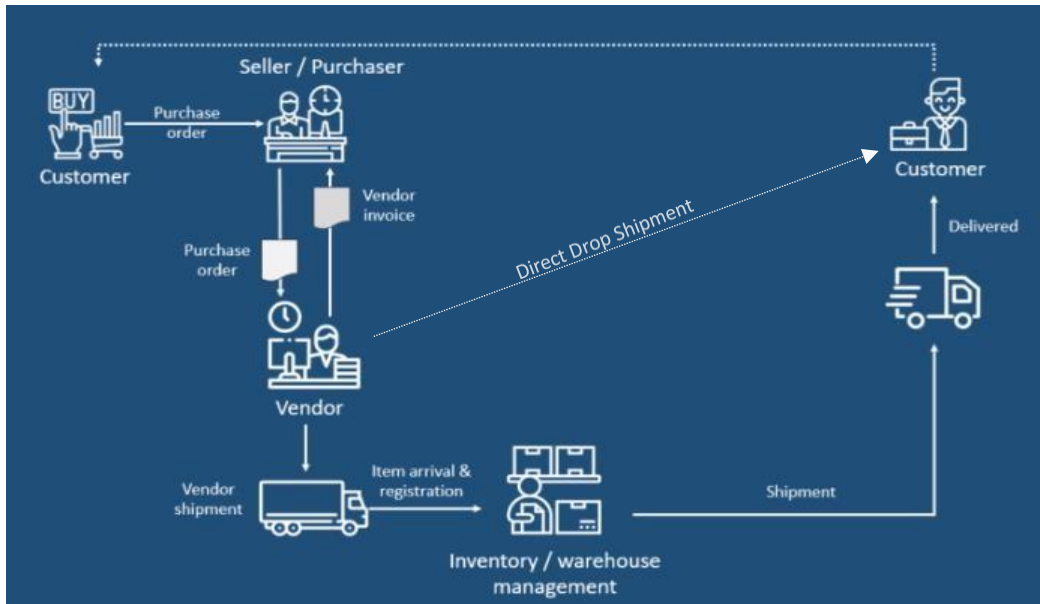 Seller / Purchaser
BUY
Purchase
order
Customer
Customer
Vendor
invoice
Delivered
Direct Drop Shipment
Purchase
order
Vendor
Vendor
shipment
Item arrival &
registration
Shipment
Inventory / warehouse
management